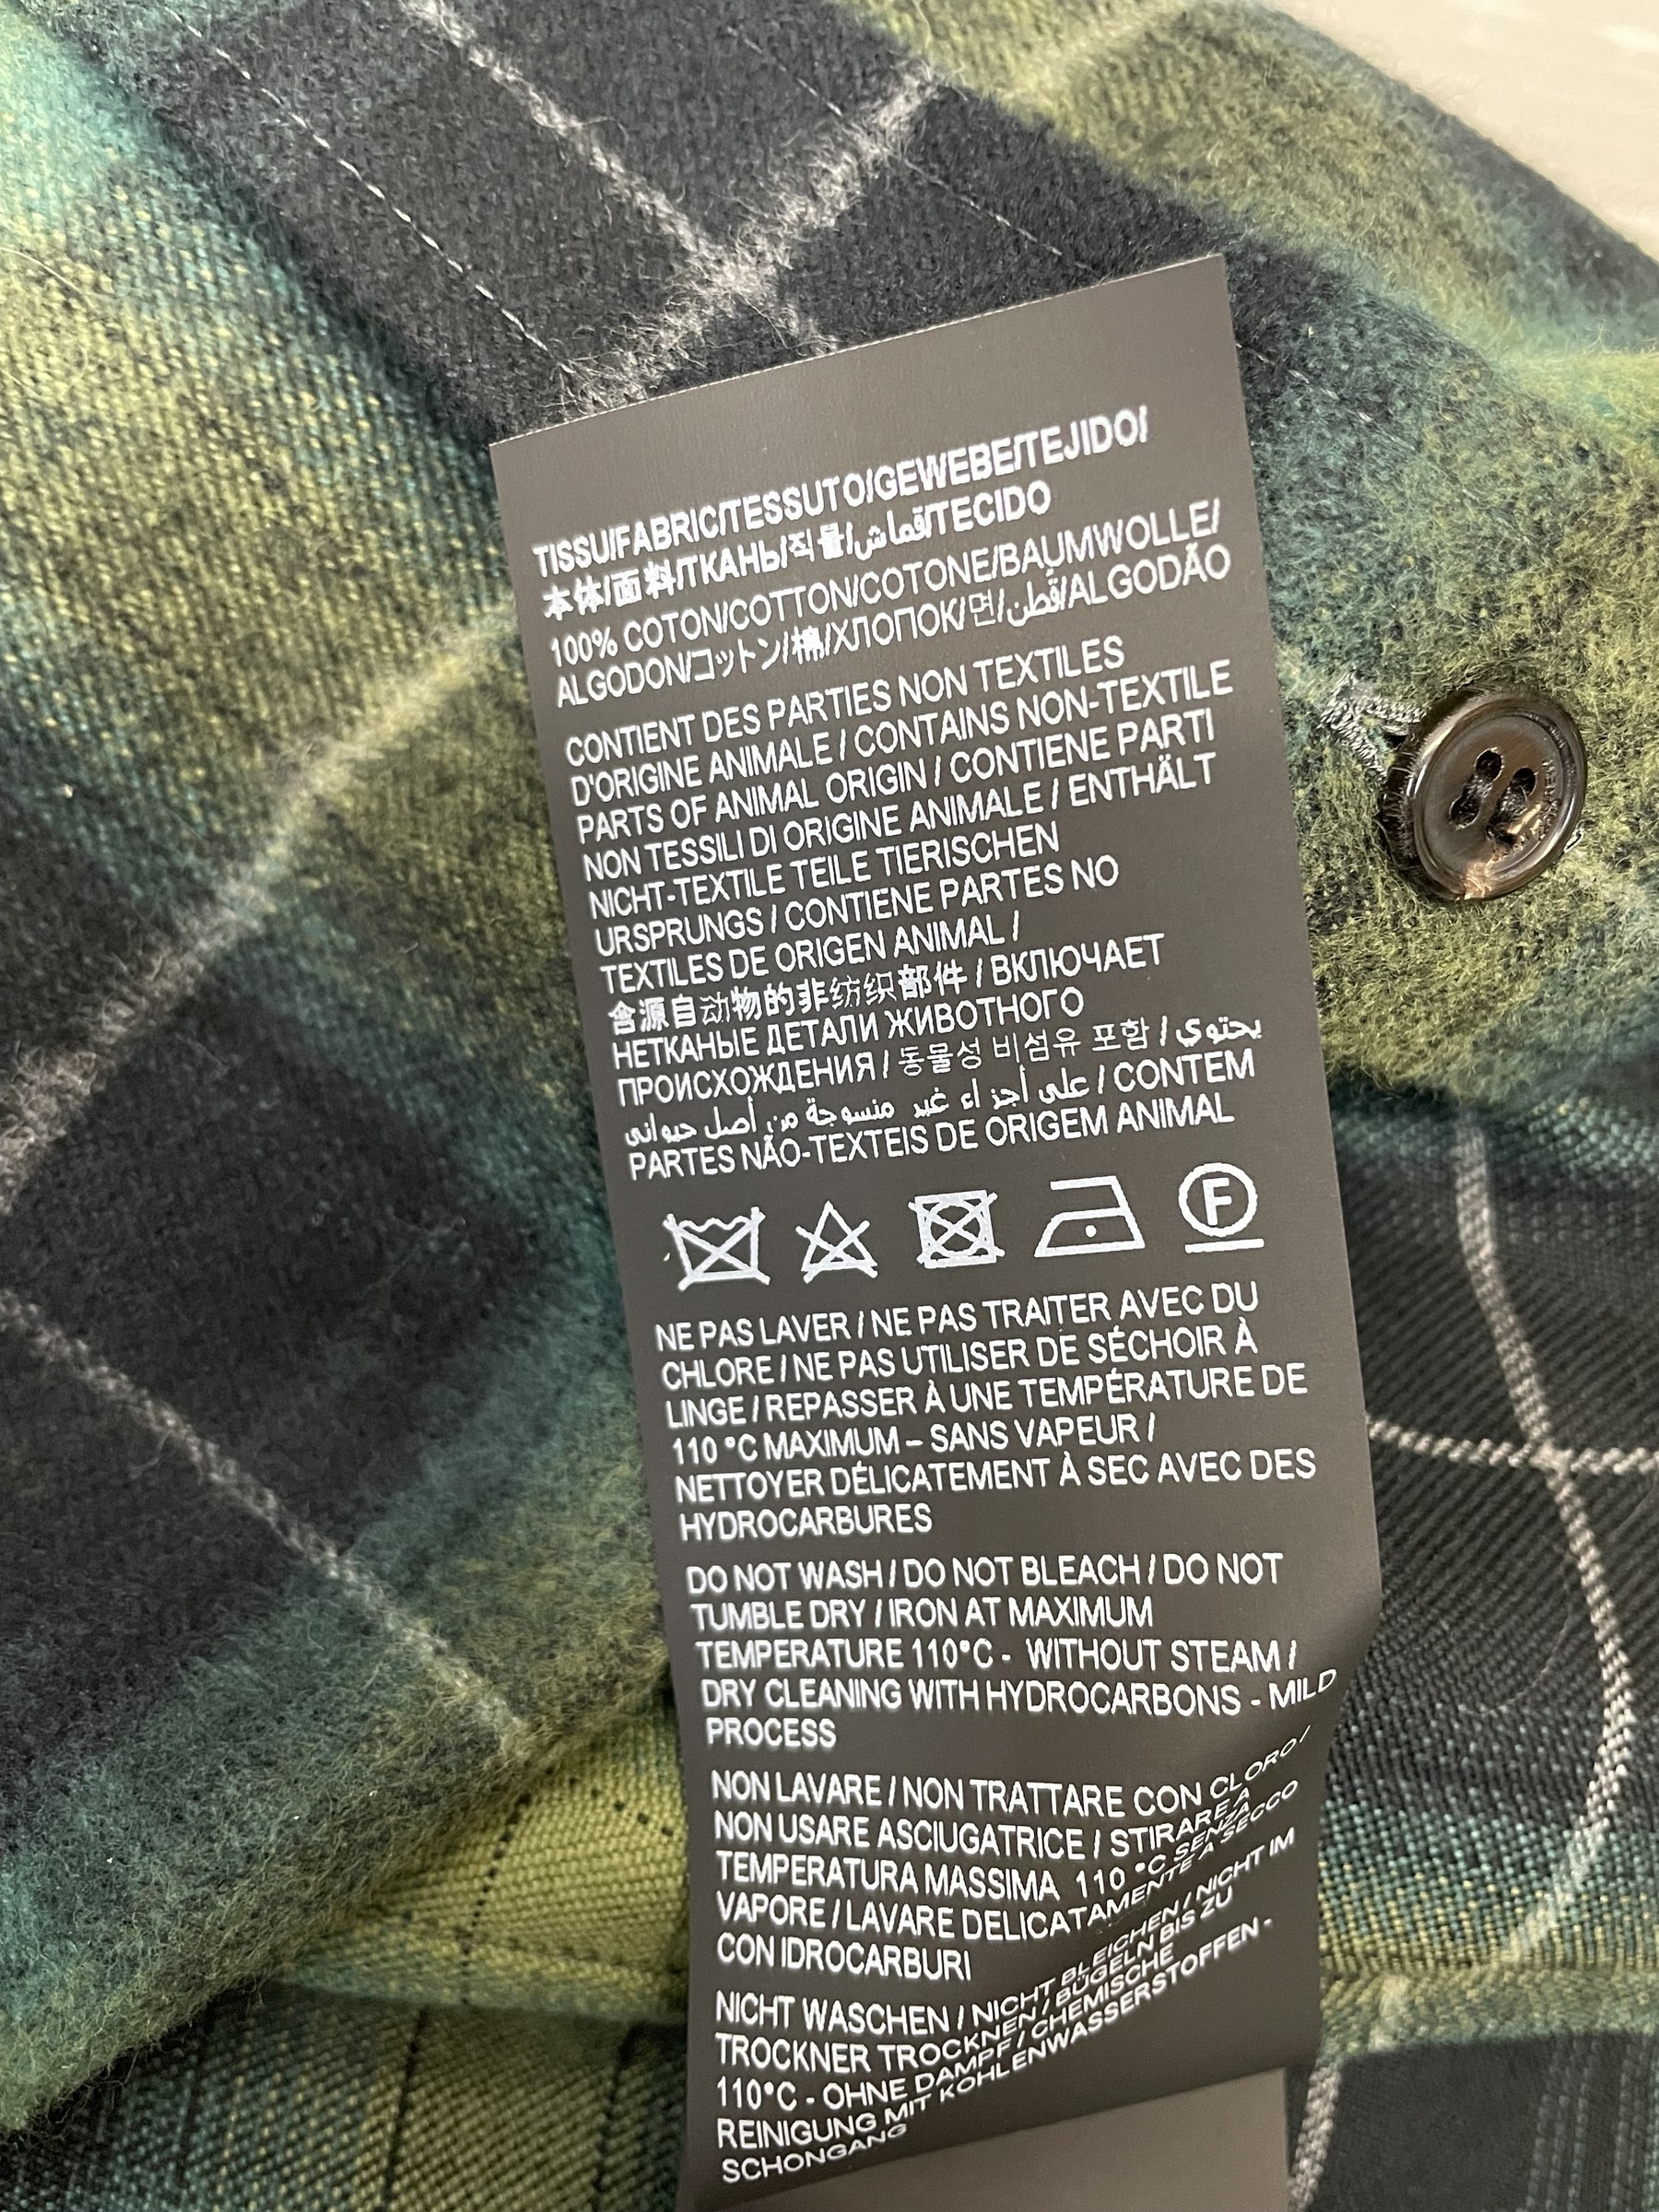 TISSU/FABRIC/TESSUTO/GEWEBE/TEJIDO/
本体/面料/ТКАНЬ/직물/قماش/TECIDO
100% COTON/COTTON/COTONE/BAUMWOLLE/
ALGODON/コットン/棉/ХЛОПОК/면/قطن/ALGODÃO
CONTIENT DES PARTIES NON TEXTILES
D'ORIGINE ANIMALE / CONTAINS NON-TEXTILE
PARTS OF ANIMAL ORIGIN / CONTIENE PARTI
NON TESSILI DI ORIGINE ANIMALE / ENTHÄLT
NICHT-TEXTILE TEILE TIERISCHEN
URSPRUNGS / CONTIENE PARTES NO
TEXTILES DE ORIGEN ANIMAL /
含源自动物的非纺织部件 / ВКЛЮЧАЕТ
НЕТКАНЫЕ ДЕТАЛИ ЖИВОТНОГО
ПРОИСХОЖДЕНИЯ / 동물성 비섬유 포함 / يحتوي
على أجزاء غير منسوجة من أصل حيواني / CONTEM
PARTES NÃO-TEXTEIS DE ORIGEM ANIMAL
F
NE PAS LAVER / NE PAS TRAITER AVEC DU
CHLORE / NE PAS UTILISER DE SÉCHOIR À
LINGE / REPASSER À UNE TEMPÉRATURE DE
110 °C MAXIMUM – SANS VAPEUR /
NETTOYER DÉLICATEMENT À SEC AVEC DES
HYDROCARBURES
DO NOT WASH / DO NOT BLEACH / DO NOT
TUMBLE DRY / IRON AT MAXIMUM
TEMPERATURE 110°C - WITHOUT STEAM /
DRY CLEANING WITH HYDROCARBONS - MILD
PROCESS
NON LAVARE / NON TRATTARE CON CLORO /
NON USARE ASCIUGATRICE / STIRARE A
TEMPERATURA MASSIMA 110 °C SENZA
VAPORE / LAVARE DELICATAMENTE A SECCO
CON IDROCARBURI
NICHT WASCHEN / NICHT BLEICHEN / NICHT IM
TROCKNER TROCKNEN / BÜGELN BIS ZU
110°C - OHNE DAMPF / CHEMISCHE
REINIGUNG MIT KOHLENWASSERSTOFFEN -
SCHONGANG